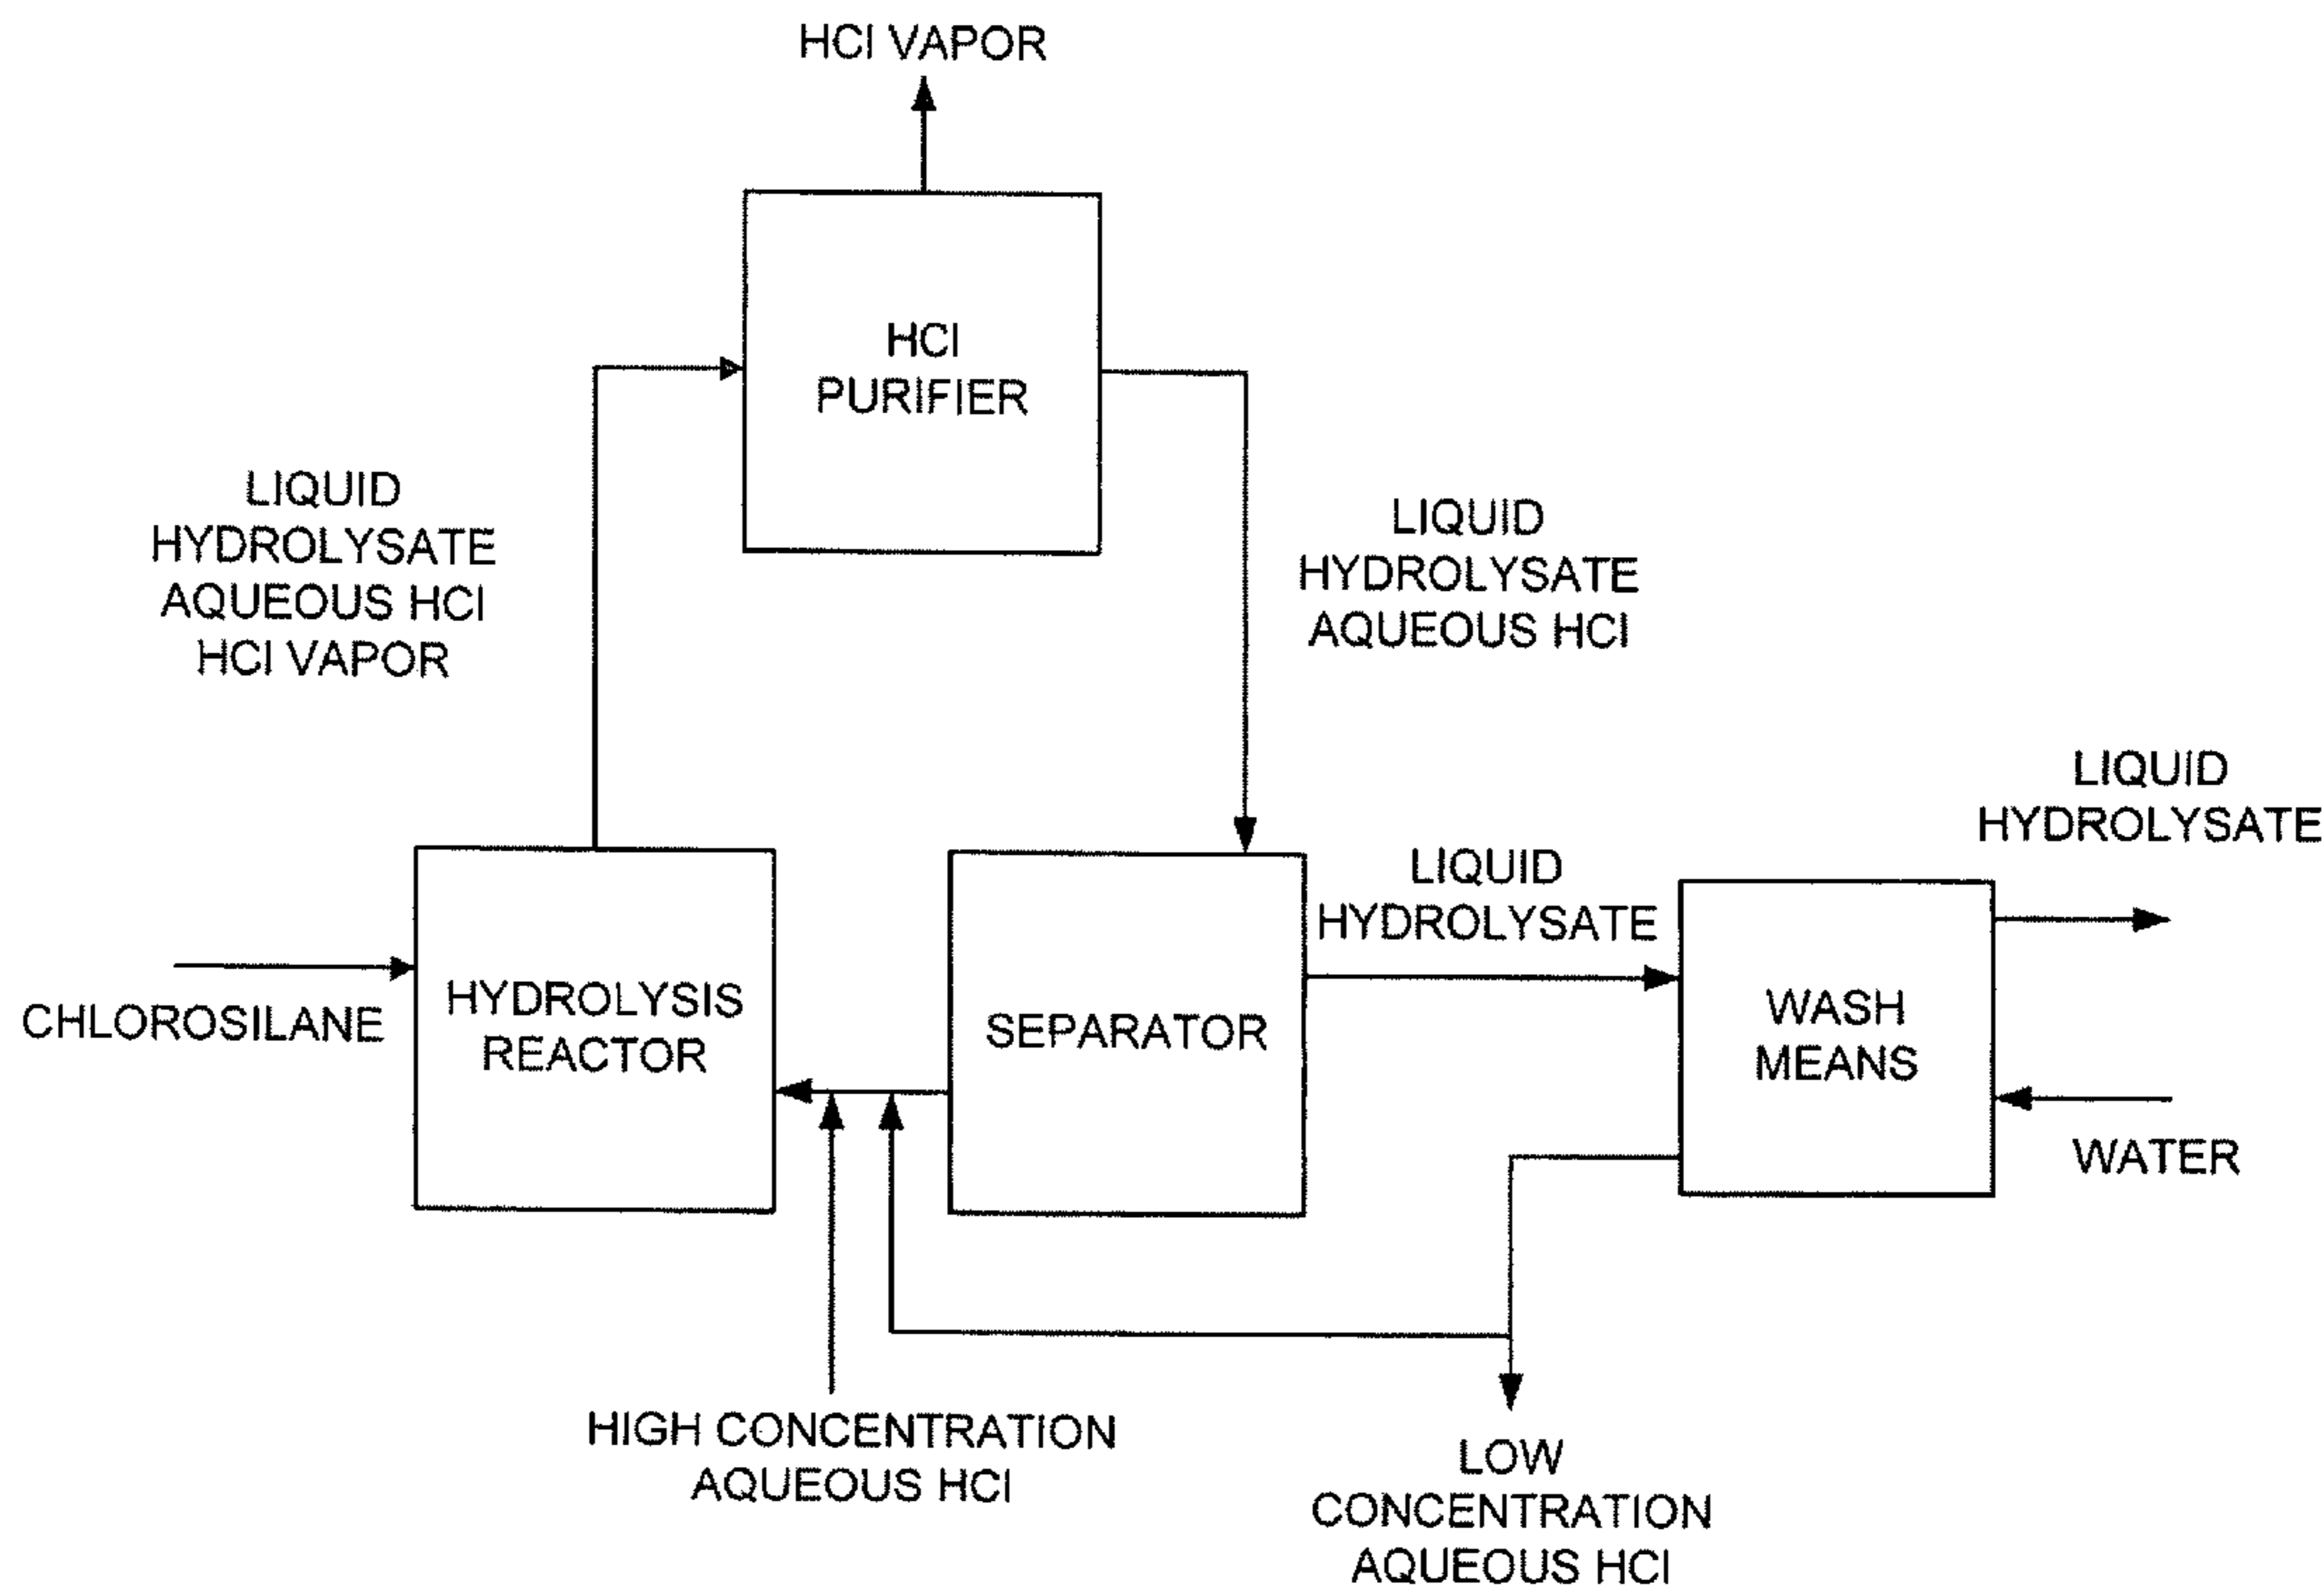 HCl VAPOR
HCl
PURIFIER
LIQUID
HYDROLYSATE
AQUEOUS HCl
HCl VAPOR
LIQUID
HYDROLYSATE
AQUEOUS HCl
LIQUID
HYDROLYSATE
LIQUID
HYDROLYSATE
CHLOROSILANE
HYDROLYSIS
REACTOR
SEPARATOR
WASH
MEANS
WATER
HIGH CONCENTRATION
AQUEOUS HCl
LOW
CONCENTRATION
AQUEOUS HCl